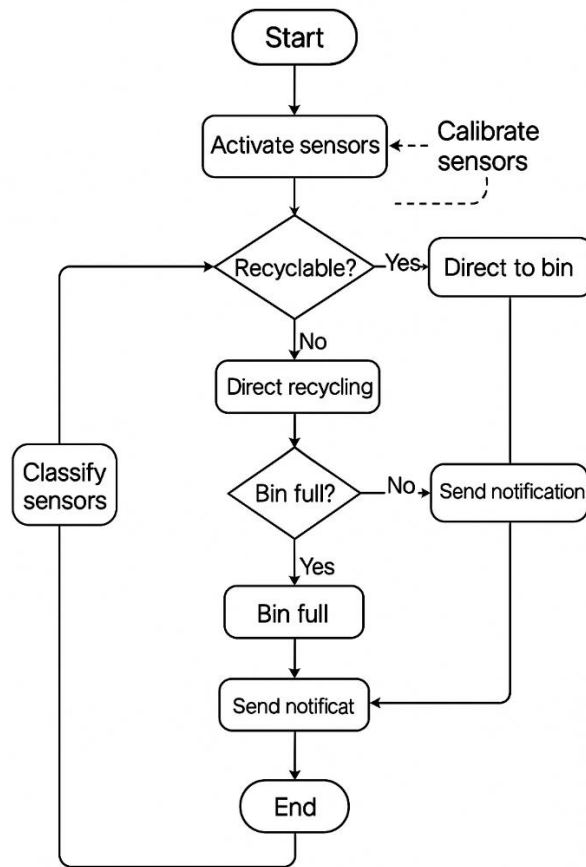 Start
Activate sensors
Calibrate
sensors
Recyclable?
Yes
Direct to bin
No
Direct recycling
Classify
sensors
Bin full?
No
Send notification
Yes
Bin full
Send notificat
End